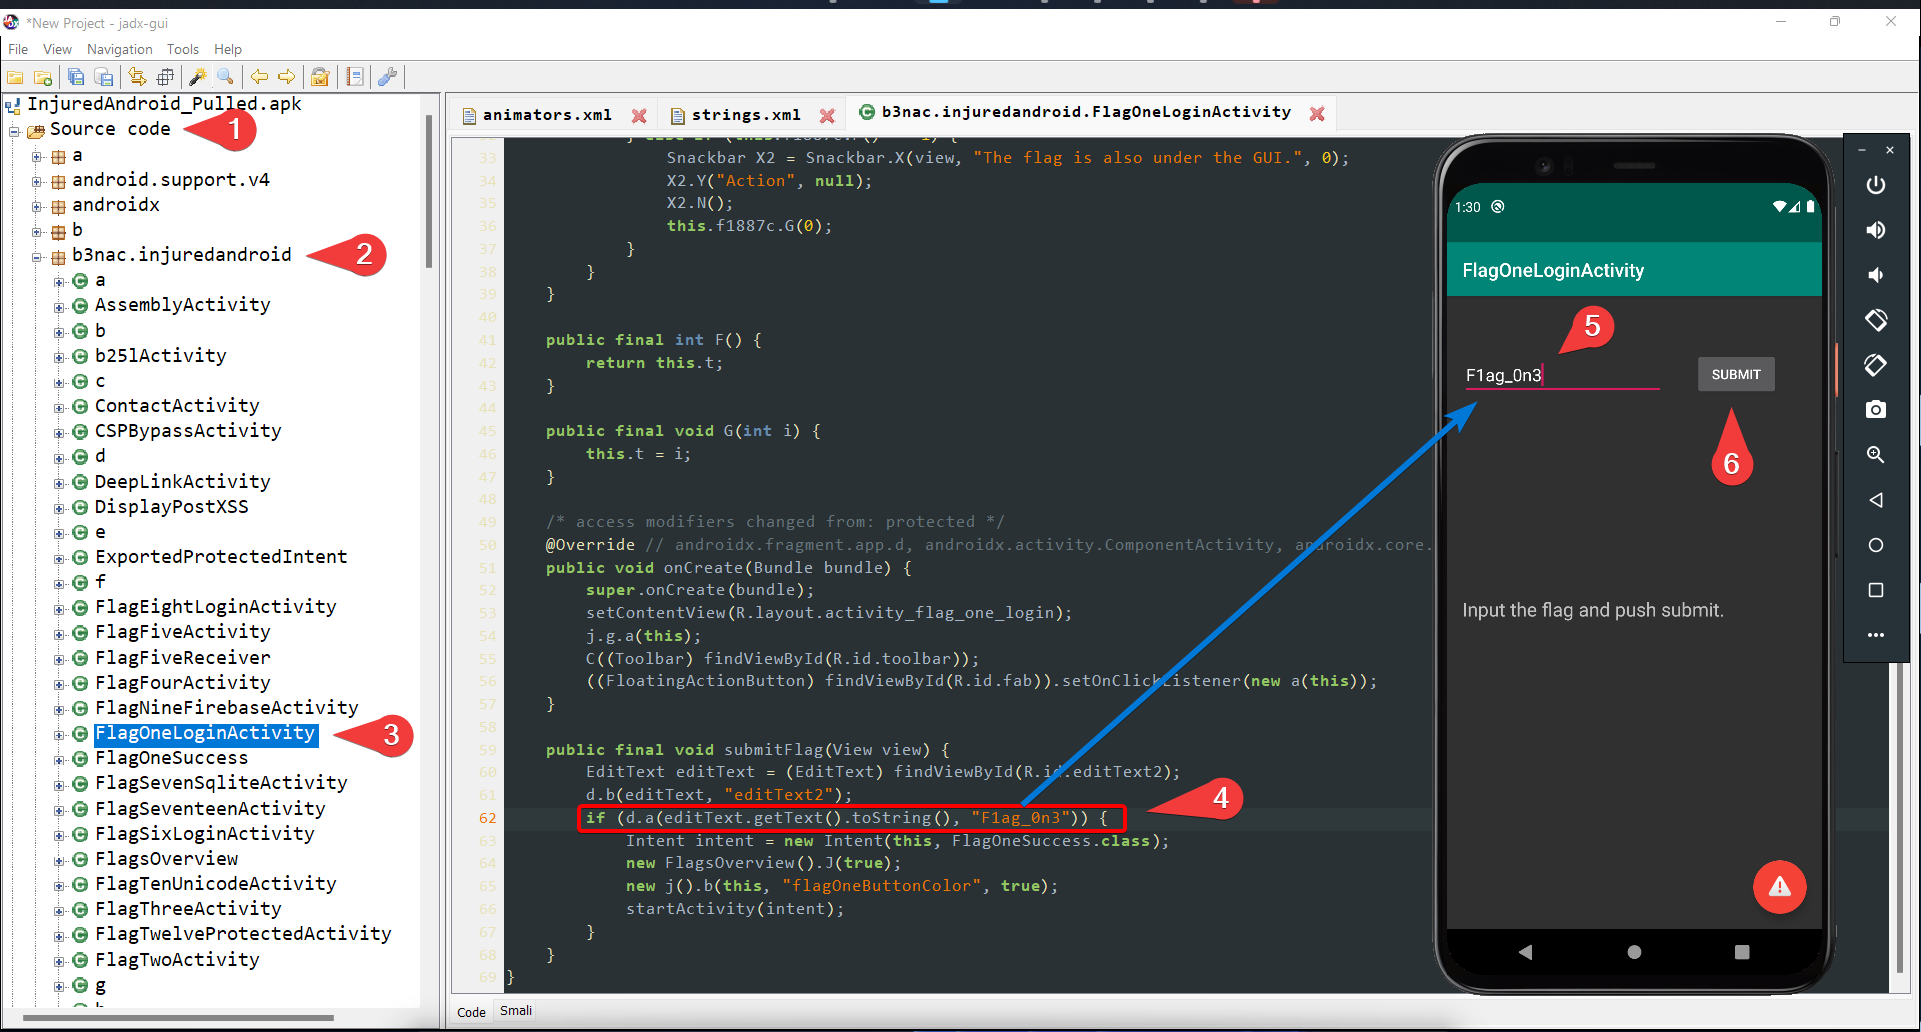 *New Project - jadx-gui
File View Navigation Tools Help
InjuredAndroid_Pulled.apk
Source code
1
a
android.support.v4
androidx
b
b3nac.injuredandroid
2
a
AssemblyActivity
b
b25lActivity
c
ContactActivity
CSPBypassActivity
d
DeepLinkActivity
DisplayPostXSS
e
ExportedProtectedIntent
f
FlagEightLoginActivity
FlagFiveActivity
FlagFiveReceiver
FlagFourActivity
FlagNineFirebaseActivity
FlagOneLoginActivity
3
FlagOneSuccess
FlagSevenSqliteActivity
FlagSeventeenActivity
FlagSixLoginActivity
FlagsOverview
FlagTenUnicodeActivity
FlagThreeActivity
FlagTwelveProtectedActivity
FlagTwoActivity
g
animators.xml strings.xml b3nac.injuredandroid.FlagOneLoginActivity
33 Snackbar X2 = Snackbar.X(view, "The flag is also under the GUI.", 0);
34 X2.Y("Action", null);
35 X2.N();
36 this.f1887c.G(0);
37 }
38 }
39 }
40
41 public final int F() {
42 return this.t;
43 }
44
45 public final void G(int i) {
46 this.t = i;
47 }
48
49 /* access modifiers changed from: protected */
50 @Override // androidx.fragment.app.d, androidx.activity.ComponentActivity, androidx.core.
51 public void onCreate(Bundle bundle) {
52 super.onCreate(bundle);
53 setContentView(R.layout.activity_flag_one_login);
54 j.g.a(this);
55 C((Toolbar) findViewById(R.id.toolbar));
56 ((FloatingActionButton) findViewById(R.id.fab)).setOnClickListener(new a(this));
57 }
58
59 public final void submitFlag(View view) {
60 EditText editText = (EditText) findViewById(R.id.editText2);
61 d.b(editText, "editText2");
62 if (d.a(editText.getText().toString(), "F1ag_0n3")) {
4
63 Intent intent = new Intent(this, FlagOneSuccess.class);
64 new FlagsOverview().J(true);
65 new j().b(this, "flagOneButtonColor", true);
66 startActivity(intent);
67 }
68 }
69 }
Code Smali
1:30
FlagOneLoginActivity
5
F1ag_0n3
SUBMIT
6
Input the flag and push submit.